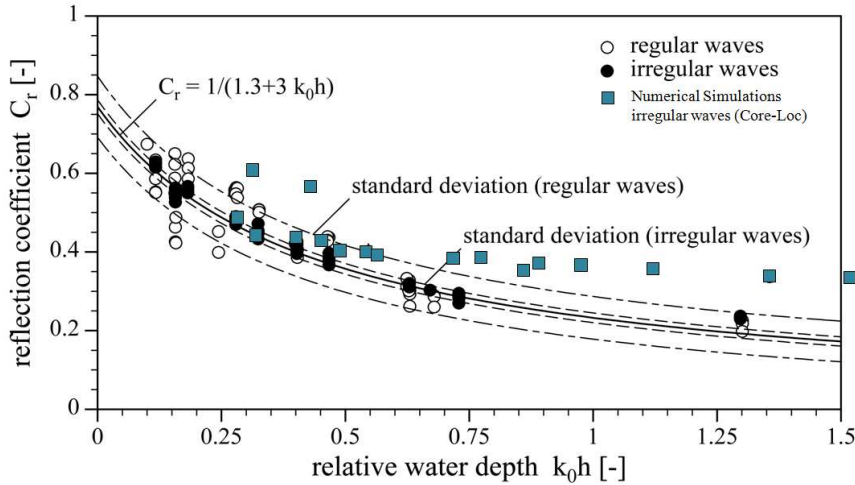 1
0.8
0.6
0.4
0.2
0
reflection coefficient C_r [-]
regular waves
irregular waves
Numerical Simulations
irregular waves (Core-Loc)
C_r = 1/(1.3+3 k_0h)
standard deviation (regular waves)
standard deviation (irregular waves)
0 0.25 0.5 0.75 1 1.25 1.5
relative water depth k_0h [-]